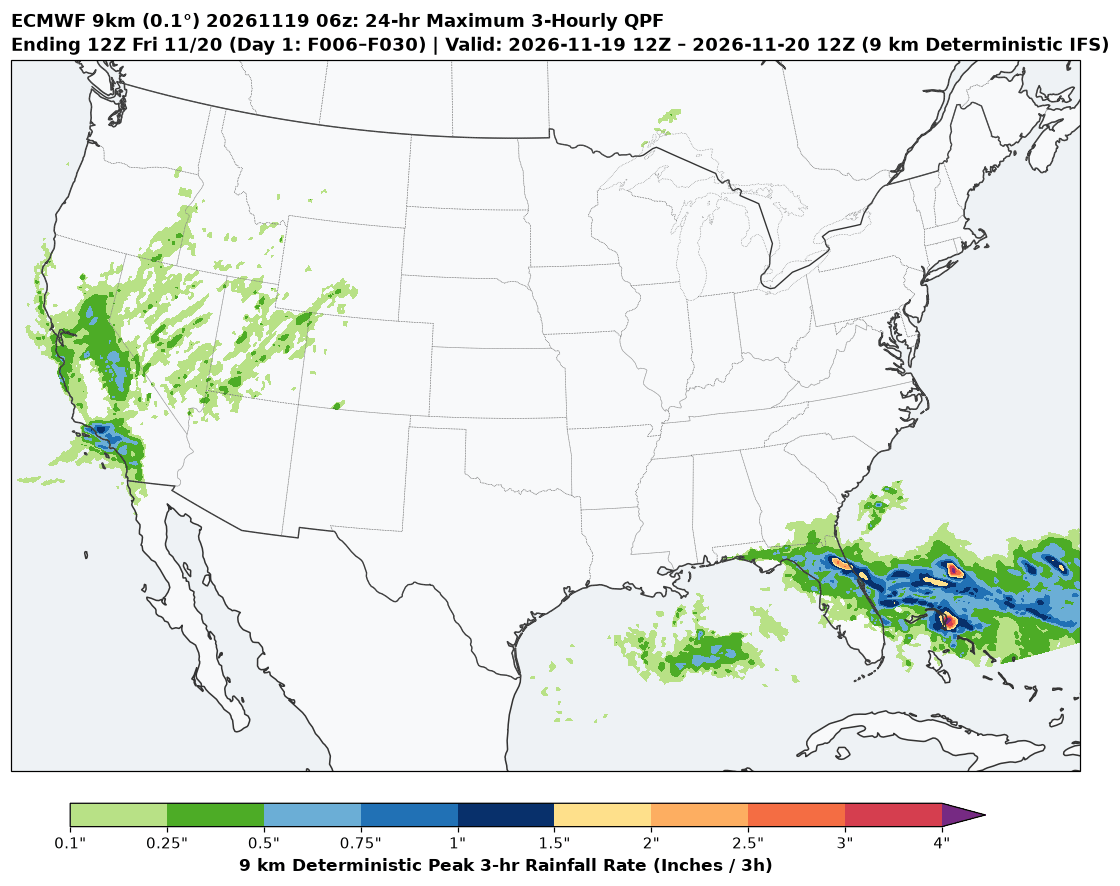 ECMWF 9km (0.1°) 20261119 06z: 24-hr Maximum 3-Hourly QPF
Ending 12Z Fri 11/20 (Day 1: F006–F030) | Valid: 2026-11-19 12Z – 2026-11-20 12Z (9 km Deterministic IFS)
0.1" 0.25" 0.5" 0.75" 1" 1.5" 2" 2.5" 3" 4"
9 km Deterministic Peak 3-hr Rainfall Rate (Inches / 3h)